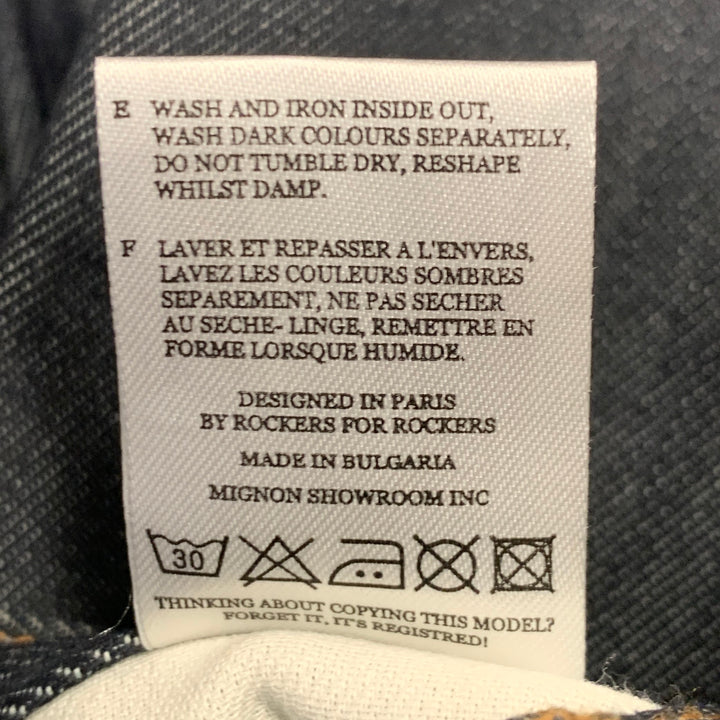 E WASH AND IRON INSIDE OUT,
WASH DARK COLOURS SEPARATELY,
DO NOT TUMBLE DRY, RESHAPE
WHILST DAMP.
F LAVER ET REPASSER A L'ENVERS,
LAVEZ LES COULEURS SOMBRES
SEPAREMENT, NE PAS SECHER
AU SECHE- LINGE, REMETTRE EN
FORME LORSQUE HUMIDE.
DESIGNED IN PARIS
BY ROCKERS FOR ROCKERS
MADE IN BULGARIA
MIGNON SHOWROOM INC
30
THINKING ABOUT COPYING THIS MODEL?
FORGET IT, IT'S REGISTRED!